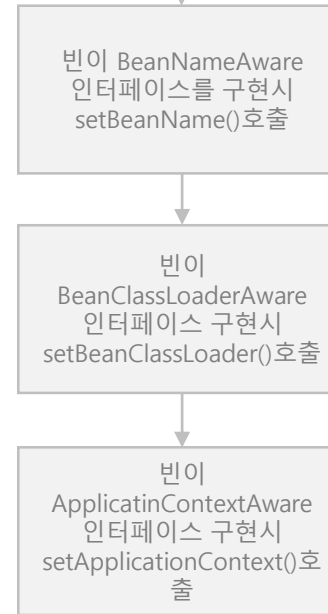 빈이 BeanNameAware
인터페이스를 구현시
setBeanName()호출
빈이
BeanClassLoaderAware
인터페이스 구현시
setBeanClassLoader()호출
빈이
ApplicatinContextAware
인터페이스 구현시
setApplicationContext()호
출